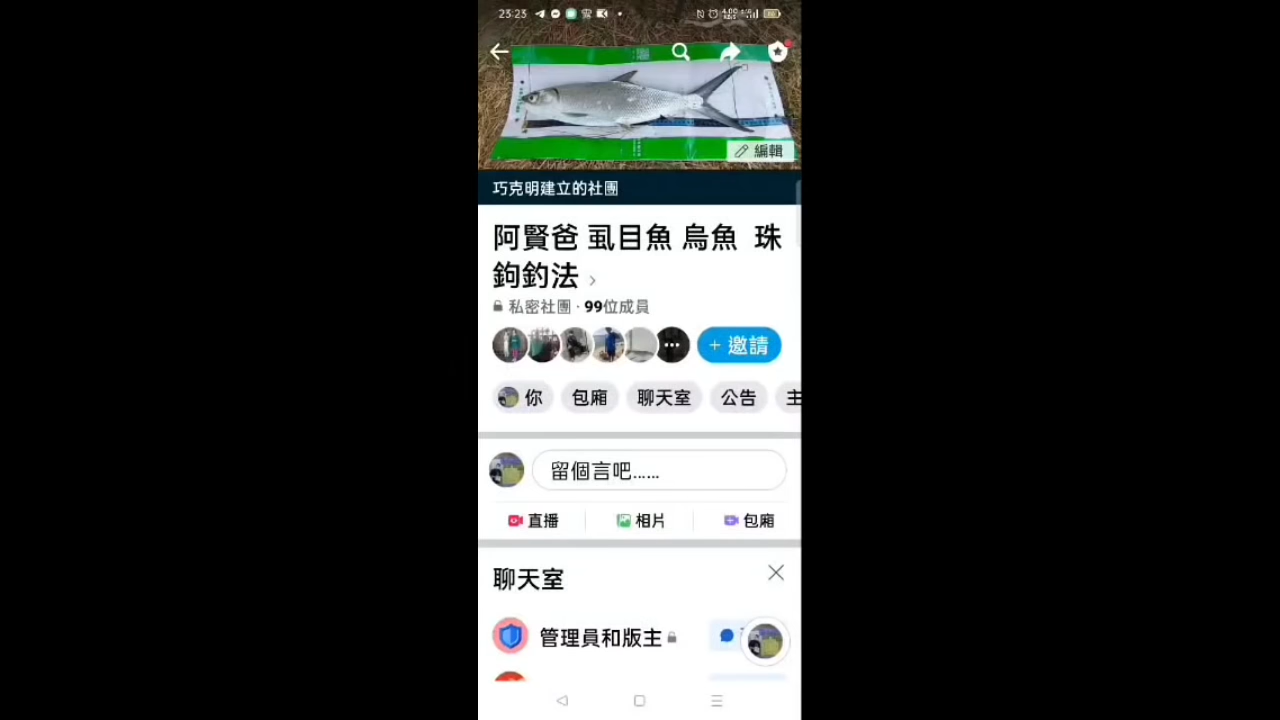 23:23
編輯
巧克明建立的社團
阿賢爸 虱目魚 烏魚 珠
鉤釣法 >
私密社團 · 99位成員
+ 邀請
你 包廂 聊天室 公告 主
留個言吧......
直播 相片 包廂
聊天室
管理員和版主